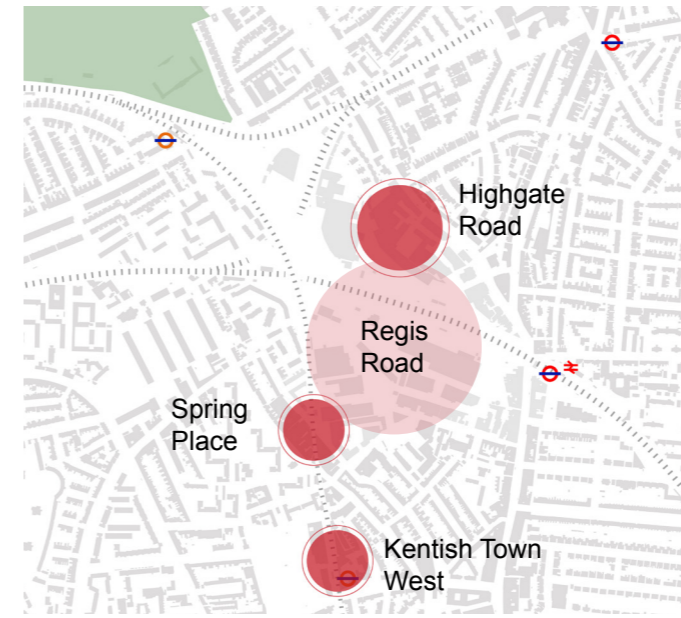 Highgate
Road
Regis
Road
Spring
Place
Kentish Town
West